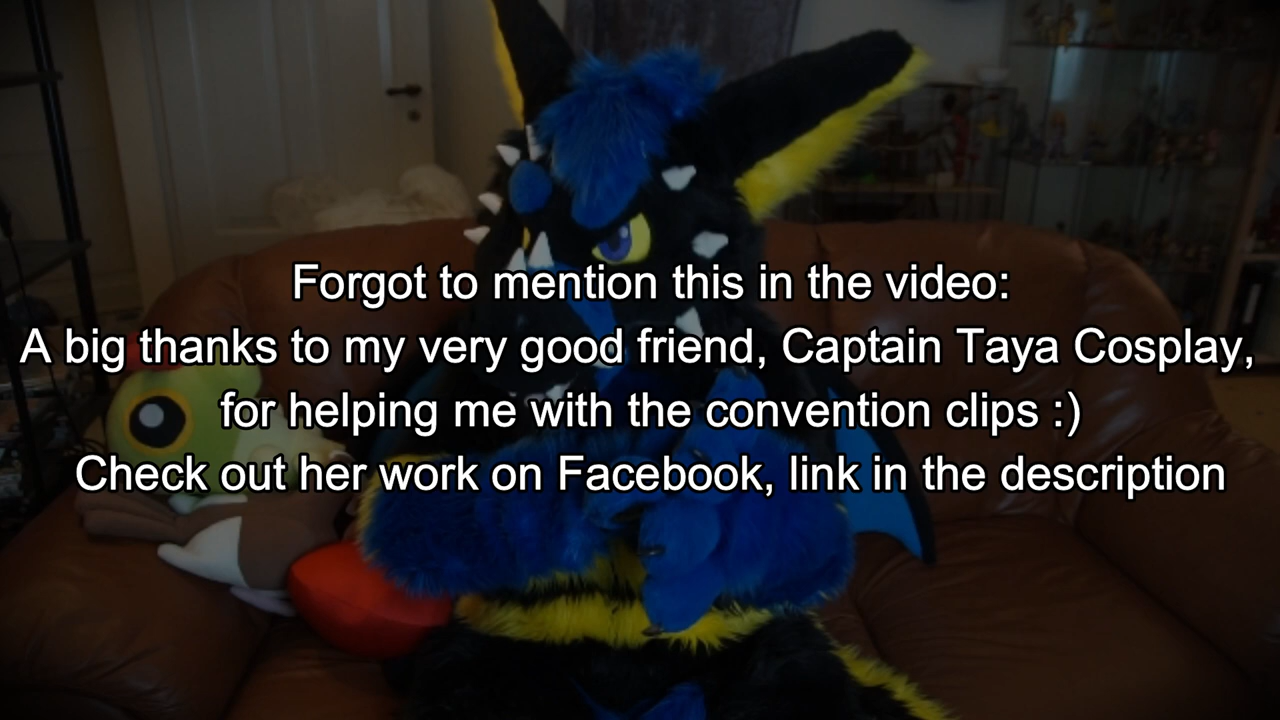 Forgot to mention this in the video:
A big thanks to my very good friend, Captain Taya Cosplay,
for helping me with the convention clips :)
Check out her work on Facebook, link in the description